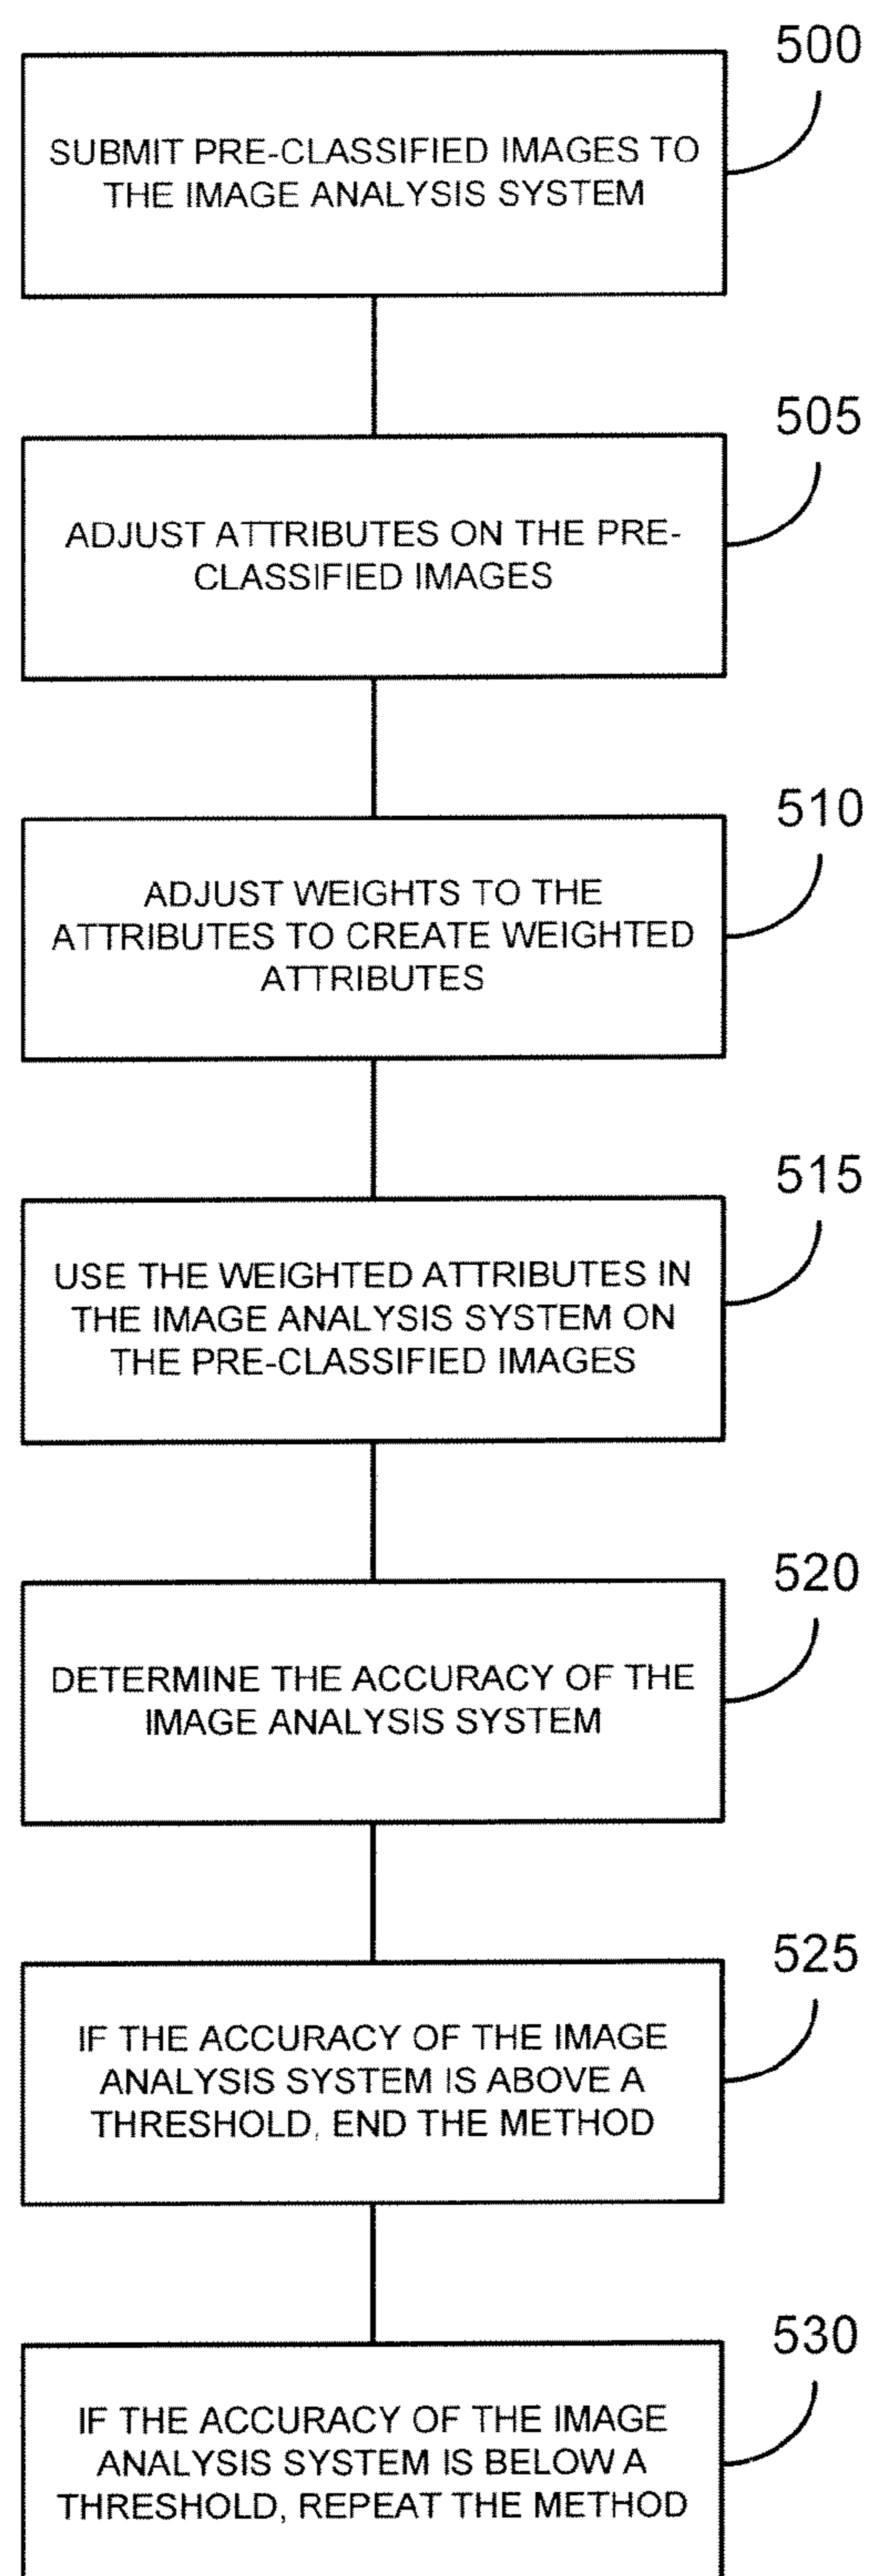 500
SUBMIT PRE-CLASSIFIED IMAGES TO
THE IMAGE ANALYSIS SYSTEM
505
ADJUST ATTRIBUTES ON THE PRE-
CLASSIFIED IMAGES
510
ADJUST WEIGHTS TO THE
ATTRIBUTES TO CREATE WEIGHTED
ATTRIBUTES
515
USE THE WEIGHTED ATTRIBUTES IN
THE IMAGE ANALYSIS SYSTEM ON
THE PRE-CLASSIFIED IMAGES
520
DETERMINE THE ACCURACY OF THE
IMAGE ANALYSIS SYSTEM
525
IF THE ACCURACY OF THE IMAGE
ANALYSIS SYSTEM IS ABOVE A
THRESHOLD, END THE METHOD
530
IF THE ACCURACY OF THE IMAGE
ANALYSIS SYSTEM IS BELOW A
THRESHOLD, REPEAT THE METHOD